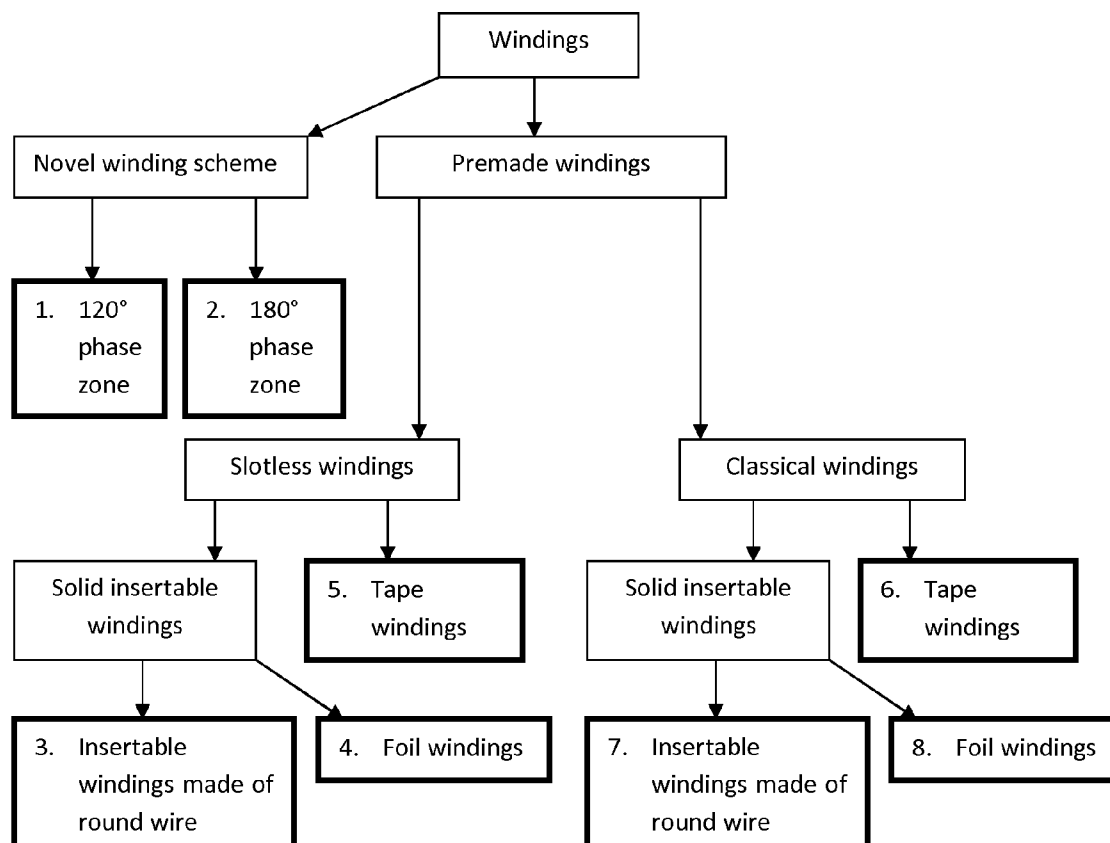 Windings
Novel winding scheme
Premade windings
1. 120°
phase
zone
2. 180°
phase
zone
Slotless windings
Classical windings
Solid insertable
windings
5. Tape
windings
Solid insertable
windings
6. Tape
windings
3. Insertable
windings made of
round wire
4. Foil windings
7. Insertable
windings made of
round wire
8. Foil windings